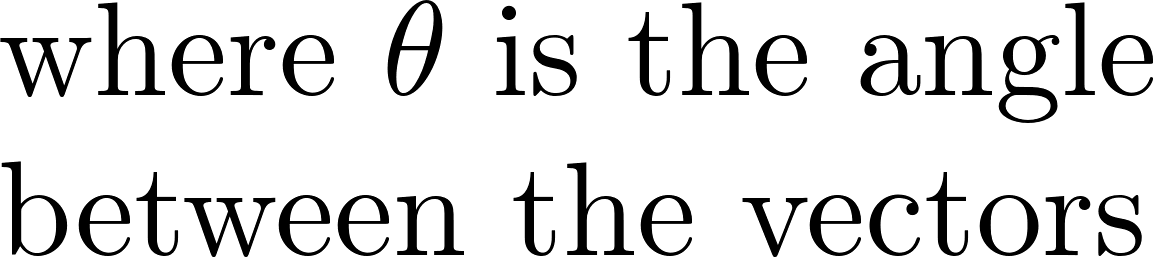 where θ is the angle
between the vectors